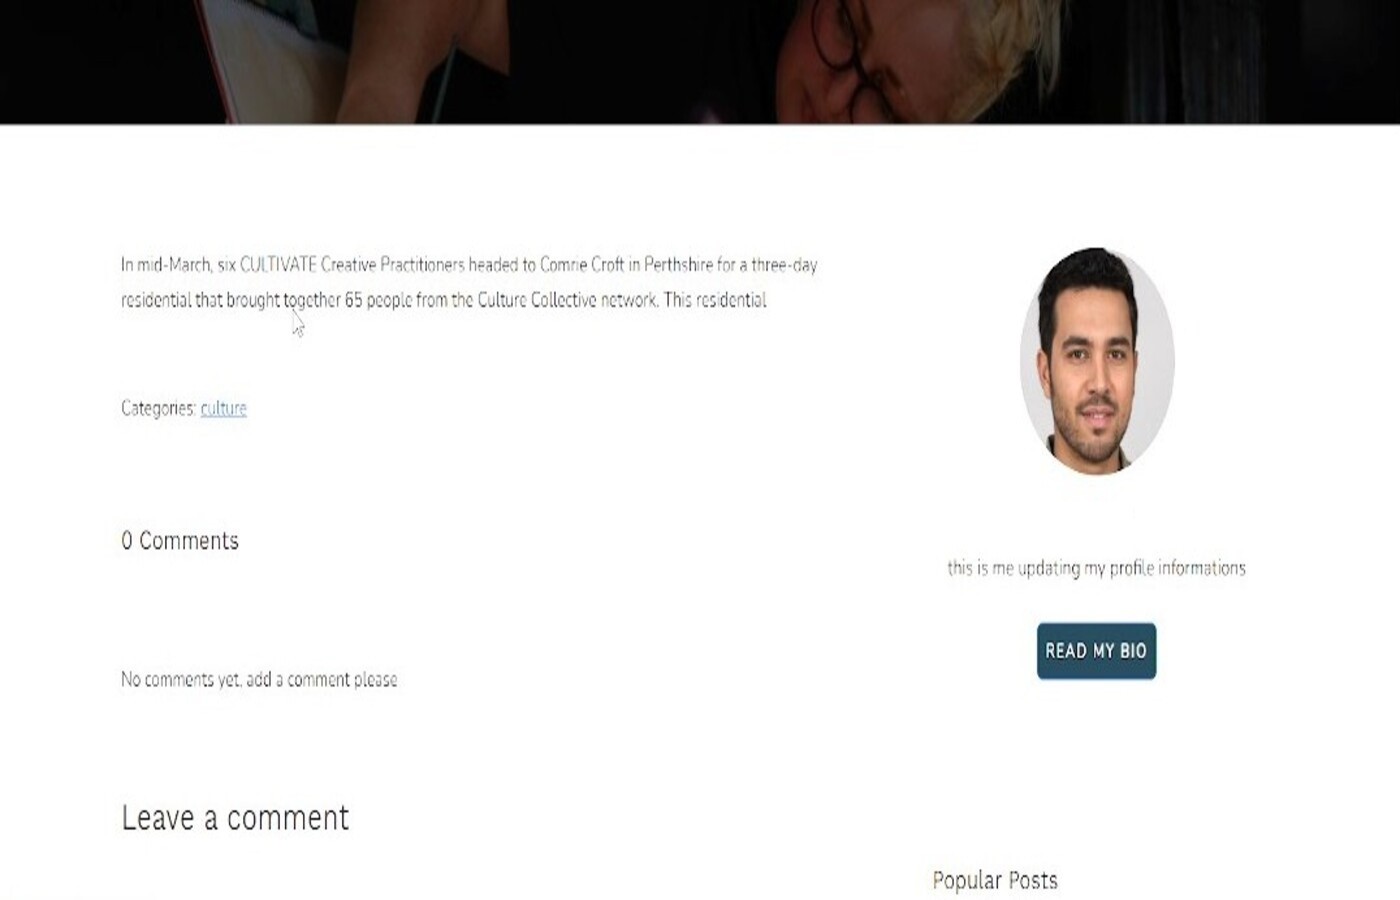 In mid-March, six CULTIVATE Creative Practitioners headed to Comrie Croft in Perthshire for a three-day
residential that brought together 65 people from the Culture Collective network. This residential
Categories: culture
0 Comments
No comments yet. add a comment please
Leave a comment
this is me updating my profile informations
READ MY BIO
Popular Posts